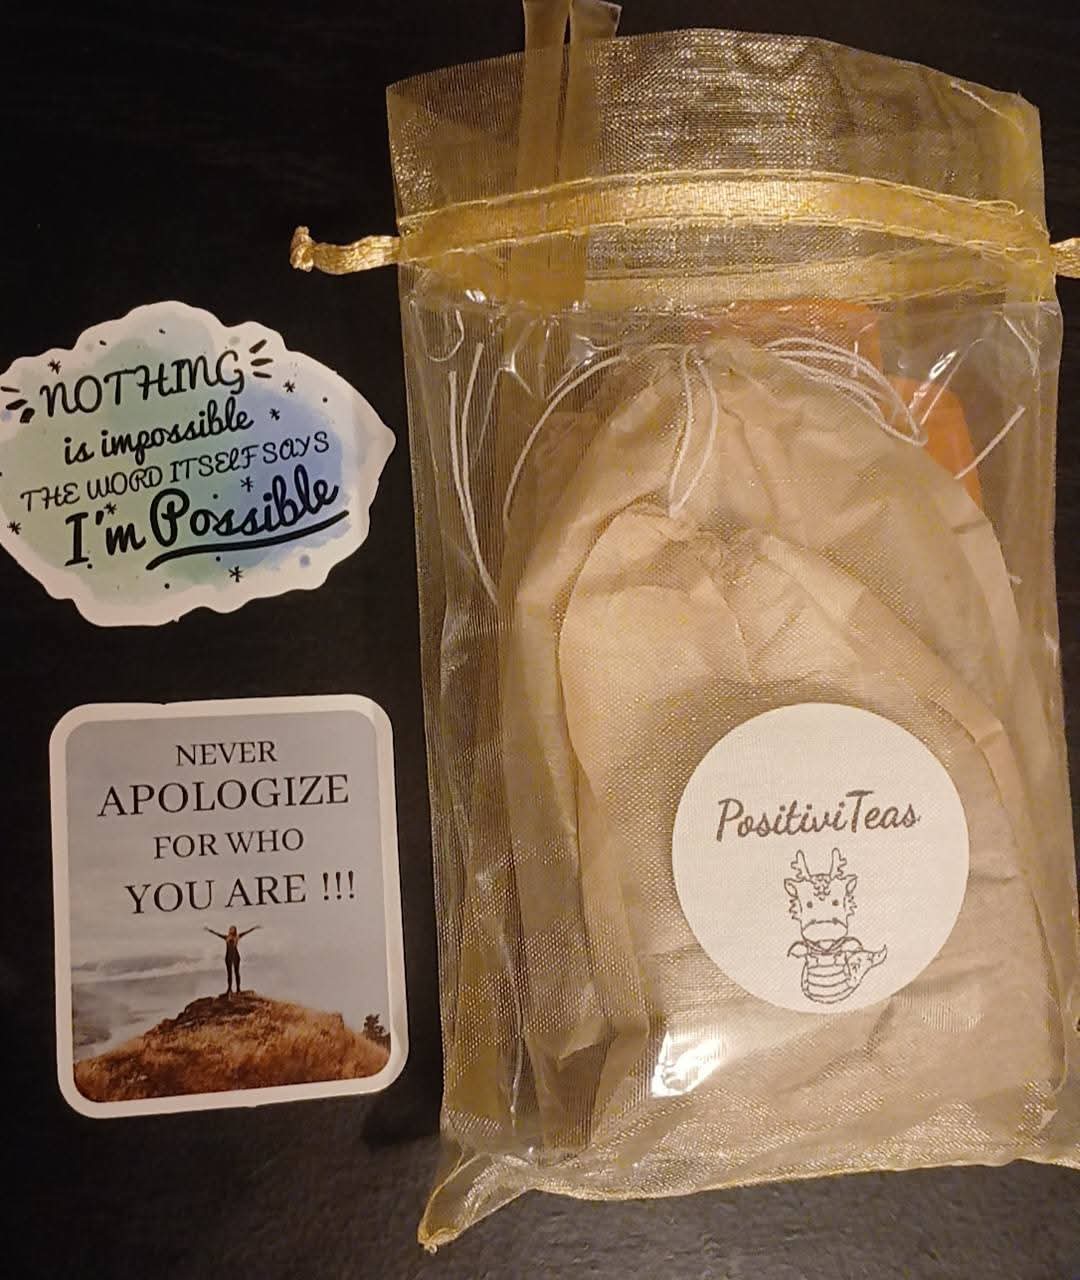 NOTHING
is impossible
THE WORD ITSELF SAYS
I'm Possible
NEVER
APOLOGIZE
FOR WHO
YOU ARE !!!
PositiviTeas